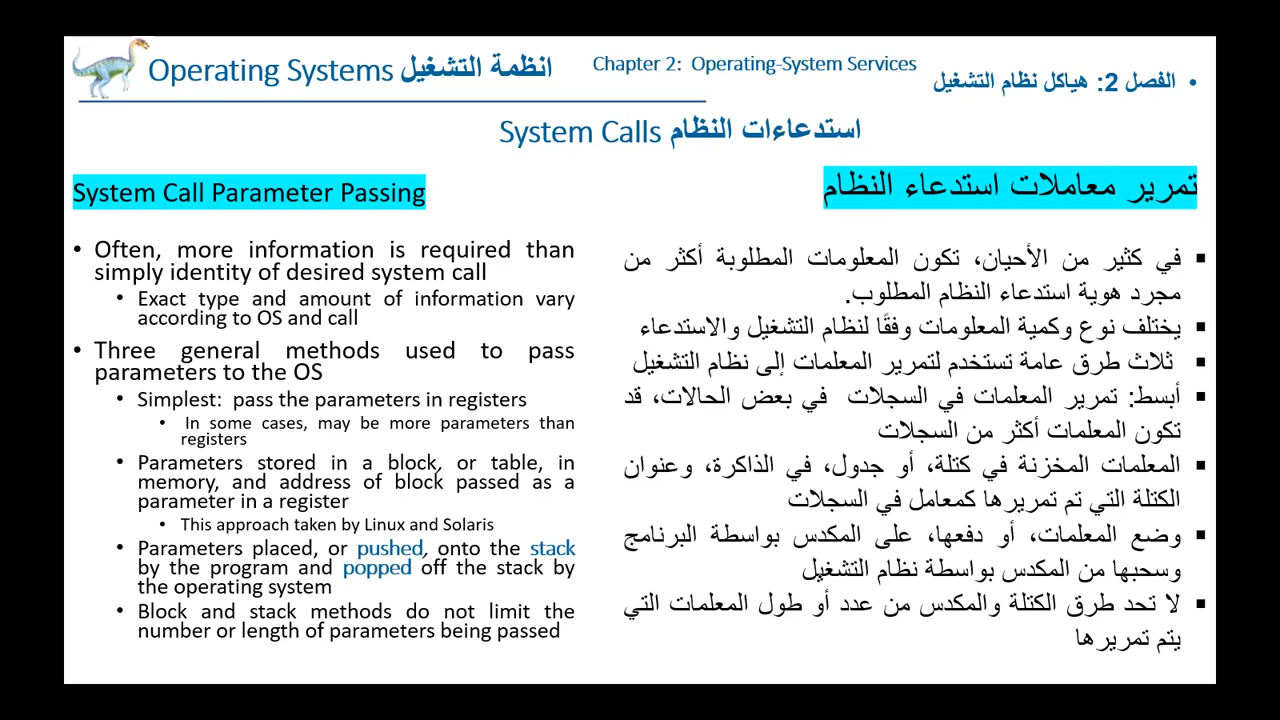 Operating Systems انظمة التشغيل
Chapter 2: Operating-System Services
• الفصل 2: هياكل نظام التشغيل
System Calls استدعاءات النظام
System Call Parameter Passing
• Often, more information is required than
simply identity of desired system call
• Exact type and amount of information vary
according to OS and call
• Three general methods used to pass
parameters to the OS
• Simplest: pass the parameters in registers
• In some cases, may be more parameters than
registers
• Parameters stored in a block, or table, in
memory, and address of block passed as a
parameter in a register
• This approach taken by Linux and Solaris
• Parameters placed, or pushed, onto the stack
by the program and popped off the stack by
the operating system
• Block and stack methods do not limit the
number or length of parameters being passed
تمرير معاملات استدعاء النظام
▪ في كثير من الأحيان، تكون المعلومات المطلوبة أكثر من
مجرد هوية استدعاء النظام المطلوب.
▪ يختلف نوع وكمية المعلومات وفقًا لنظام التشغيل والاستدعاء
▪ ثلاث طرق عامة تستخدم لتمرير المعلمات إلى نظام التشغيل
▪ أبسط: تمرير المعلمات في السجلات في بعض الحالات، قد
تكون المعلمات أكثر من السجلات
▪ المعلمات المخزنة في كتلة، أو جدول، في الذاكرة، وعنوان
الكتلة التي تم تمريرها كمعامل في السجلات
▪ وضع المعلمات، أو دفعها، على المكدس بواسطة البرنامج
وسحبها من المكدس بواسطة نظام التشغيل
▪ لا تحد طرق الكتلة والمكدس من عدد أو طول المعلمات التي
يتم تمريرها